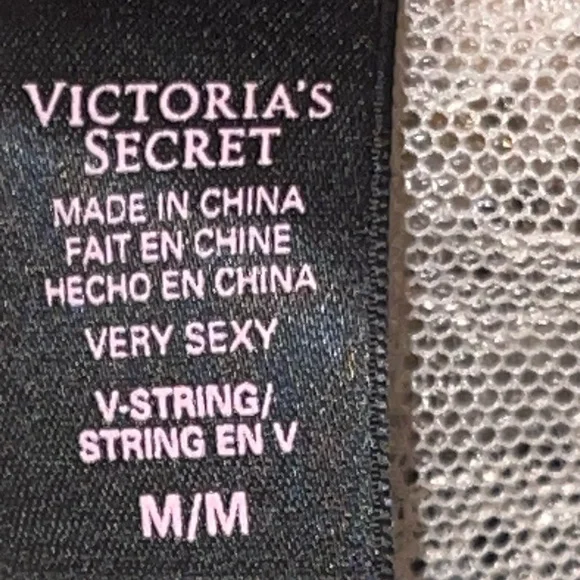 VICTORIA'S
SECRET
MADE IN CHINA
FAIT EN CHINE
HECHO EN CHINA
VERY SEXY
V-STRING/
STRING EN V
M/M